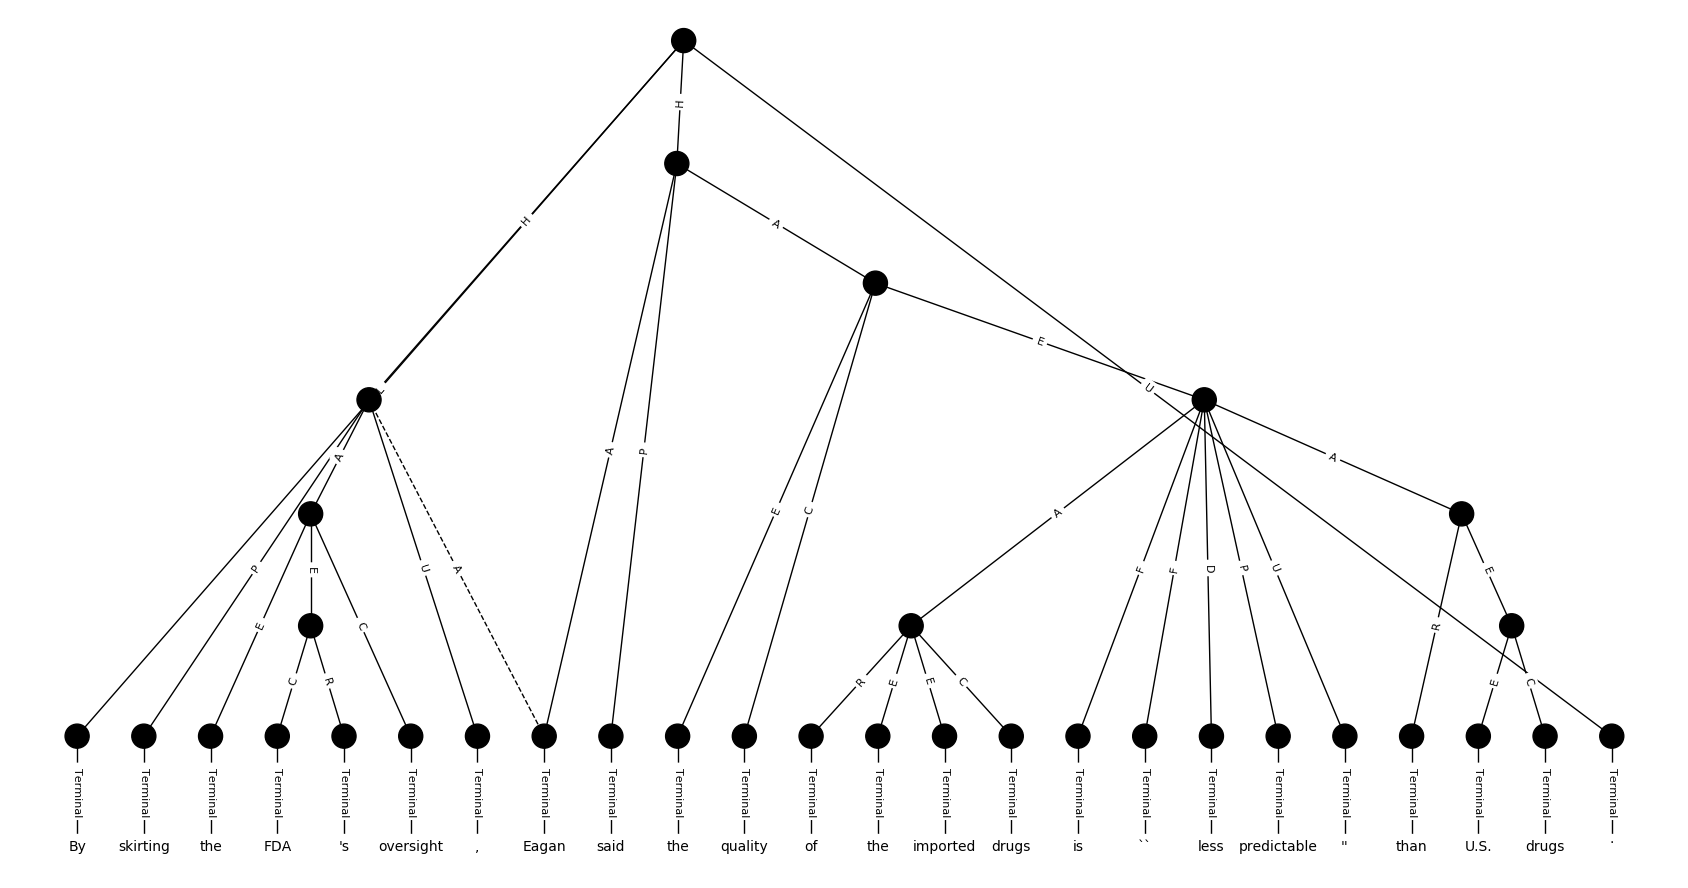 H
H
A
E
U
A
A
P
A
A
P
E
C
E
C
U
A
E
C
A
F
F
D
P
U
R
E
C
R
R
E
E
C
E
C
Terminal Terminal Terminal Terminal Terminal Terminal Terminal Terminal Terminal Terminal Terminal Terminal Terminal Terminal Terminal Terminal Terminal Terminal Terminal Terminal Terminal Terminal Terminal Terminal
By skirting the FDA 's oversight , Eagan said the quality of the imported drugs is `` less predictable " than U.S. drugs .